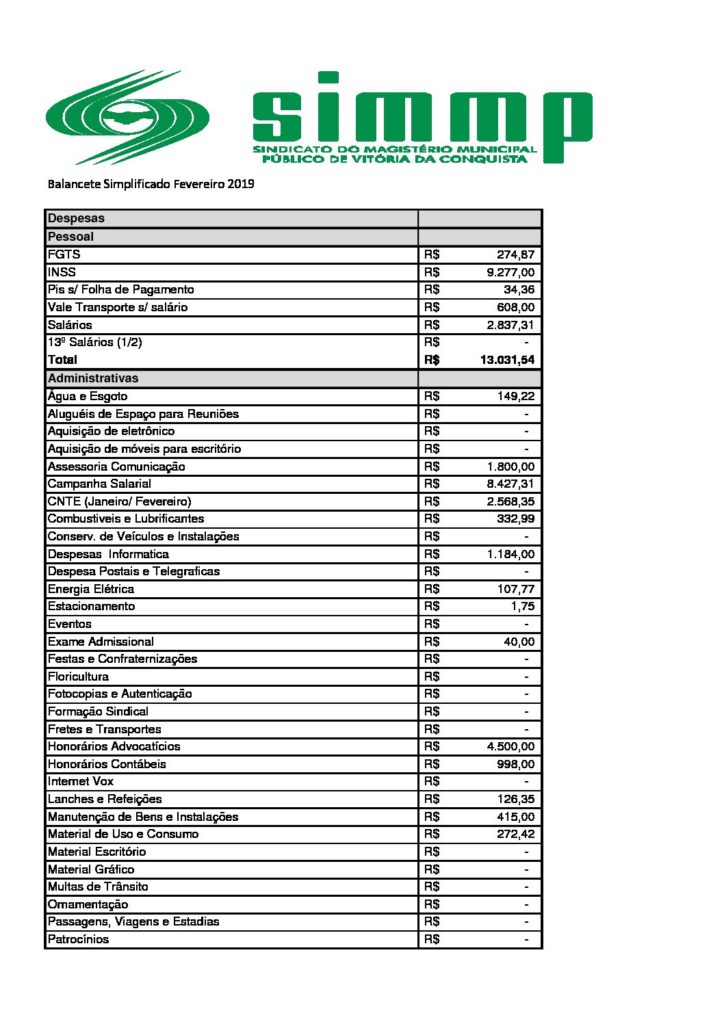 simmp
SINDICATO DO MAGISTÉRIO MUNICIPAL
PÚBLICO DE VITÓRIA DA CONQUISTA
Balancete Simplificado Fevereiro 2019
Despesas
Pessoal
FGTS R$ 274,87
INSS R$ 9.277,00
Pis s/ Folha de Pagamento R$ 34,36
Vale Transporte s/ salário R$ 608,00
Salários R$ 2.837,31
13º Salários (1/2) R$ -
Total R$ 13.031,54
Administrativas
Água e Esgoto R$ 149,22
Aluguéis de Espaço para Reuniões R$ -
Aquisição de eletrônico R$ -
Aquisição de móveis para escritório R$ -
Assessoria Comunicação R$ 1.800,00
Campanha Salarial R$ 8.427,31
CNTE (Janeiro/ Fevereiro) R$ 2.568,35
Combustiveis e Lubrificantes R$ 332,99
Conserv. de Veículos e Instalações R$ -
Despesas Informatica R$ 1.184,00
Despesa Postais e Telegraficas R$ -
Energia Elétrica R$ 107,77
Estacionamento R$ 1,75
Eventos R$ -
Exame Admissional R$ 40,00
Festas e Confraternizações R$ -
Floricultura R$ -
Fotocopias e Autenticação R$ -
Formação Sindical R$ -
Fretes e Transportes R$ -
Honorários Advocatícios R$ 4.500,00
Honorários Contábeis R$ 998,00
Internet Vox R$ -
Lanches e Refeições R$ 126,35
Manutenção de Bens e Instalações R$ 415,00
Material de Uso e Consumo R$ 272,42
Material Escritório R$ -
Material Gráfico R$ -
Multas de Trânsito R$ -
Ornamentação R$ -
Passagens, Viagens e Estadias R$ -
Patrocínios R$ -